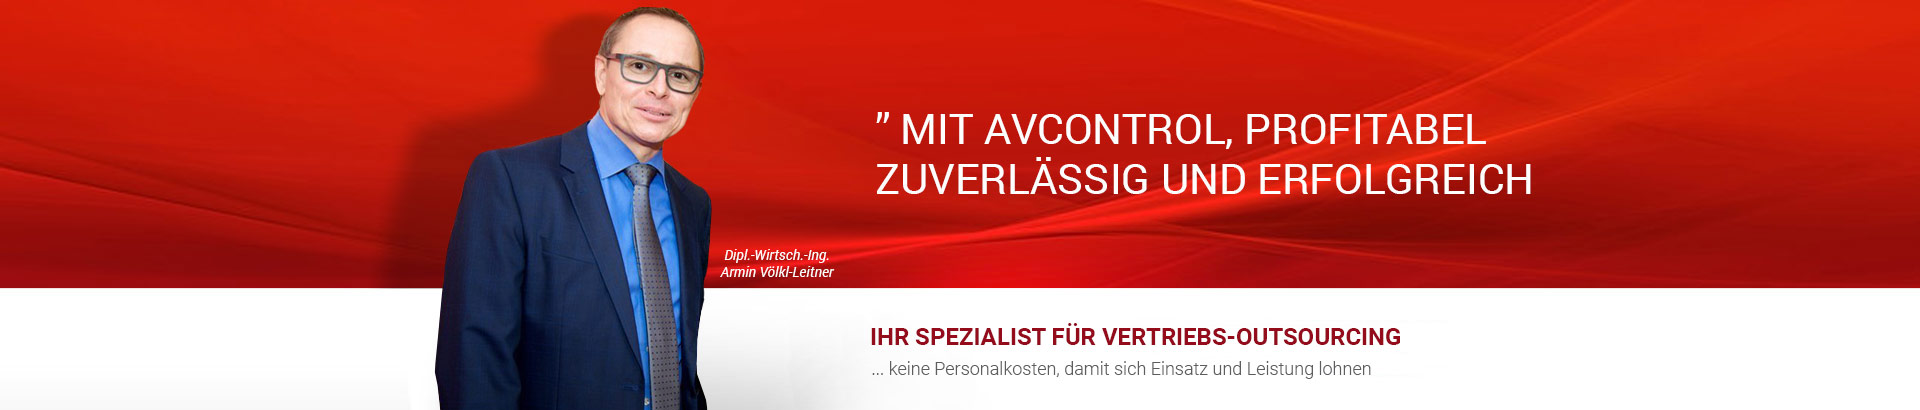 ” MIT AVCONTROL, PROFITABEL
ZUVERLÄSSIG UND ERFOLGREICH
Dipl.-Wirtsch.-Ing.
Armin Völkl-Leitner
IHR SPEZIALIST FÜR VERTRIEBS-OUTSOURCING
... keine Personalkosten, damit sich Einsatz und Leistung lohnen